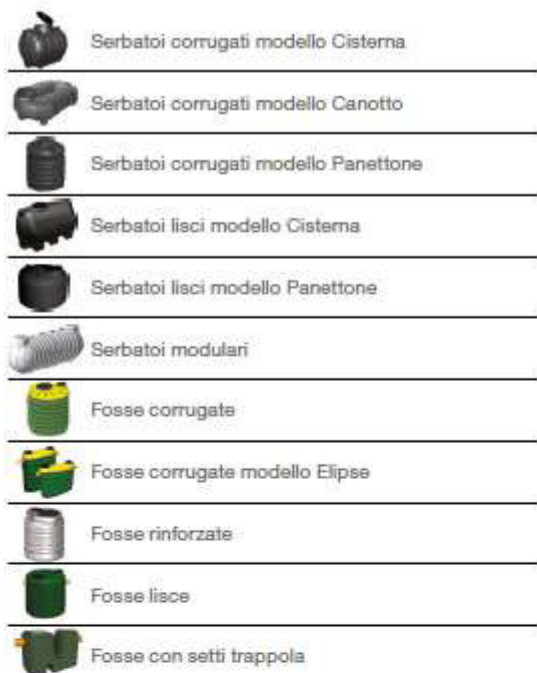 Serbatoi corrugati modello Cisterna
Serbatoi corrugati modello Canotto
Serbatoi corrugati modello Panettone
Serbatoi lisci modello Cisterna
Serbatoi lisci modello Panettone
Serbatoi modulari
Fosse corrugate
Fosse corrugate modello Elipse
Fosse rinforzate
Fosse lisce
Fosse con setti trappola